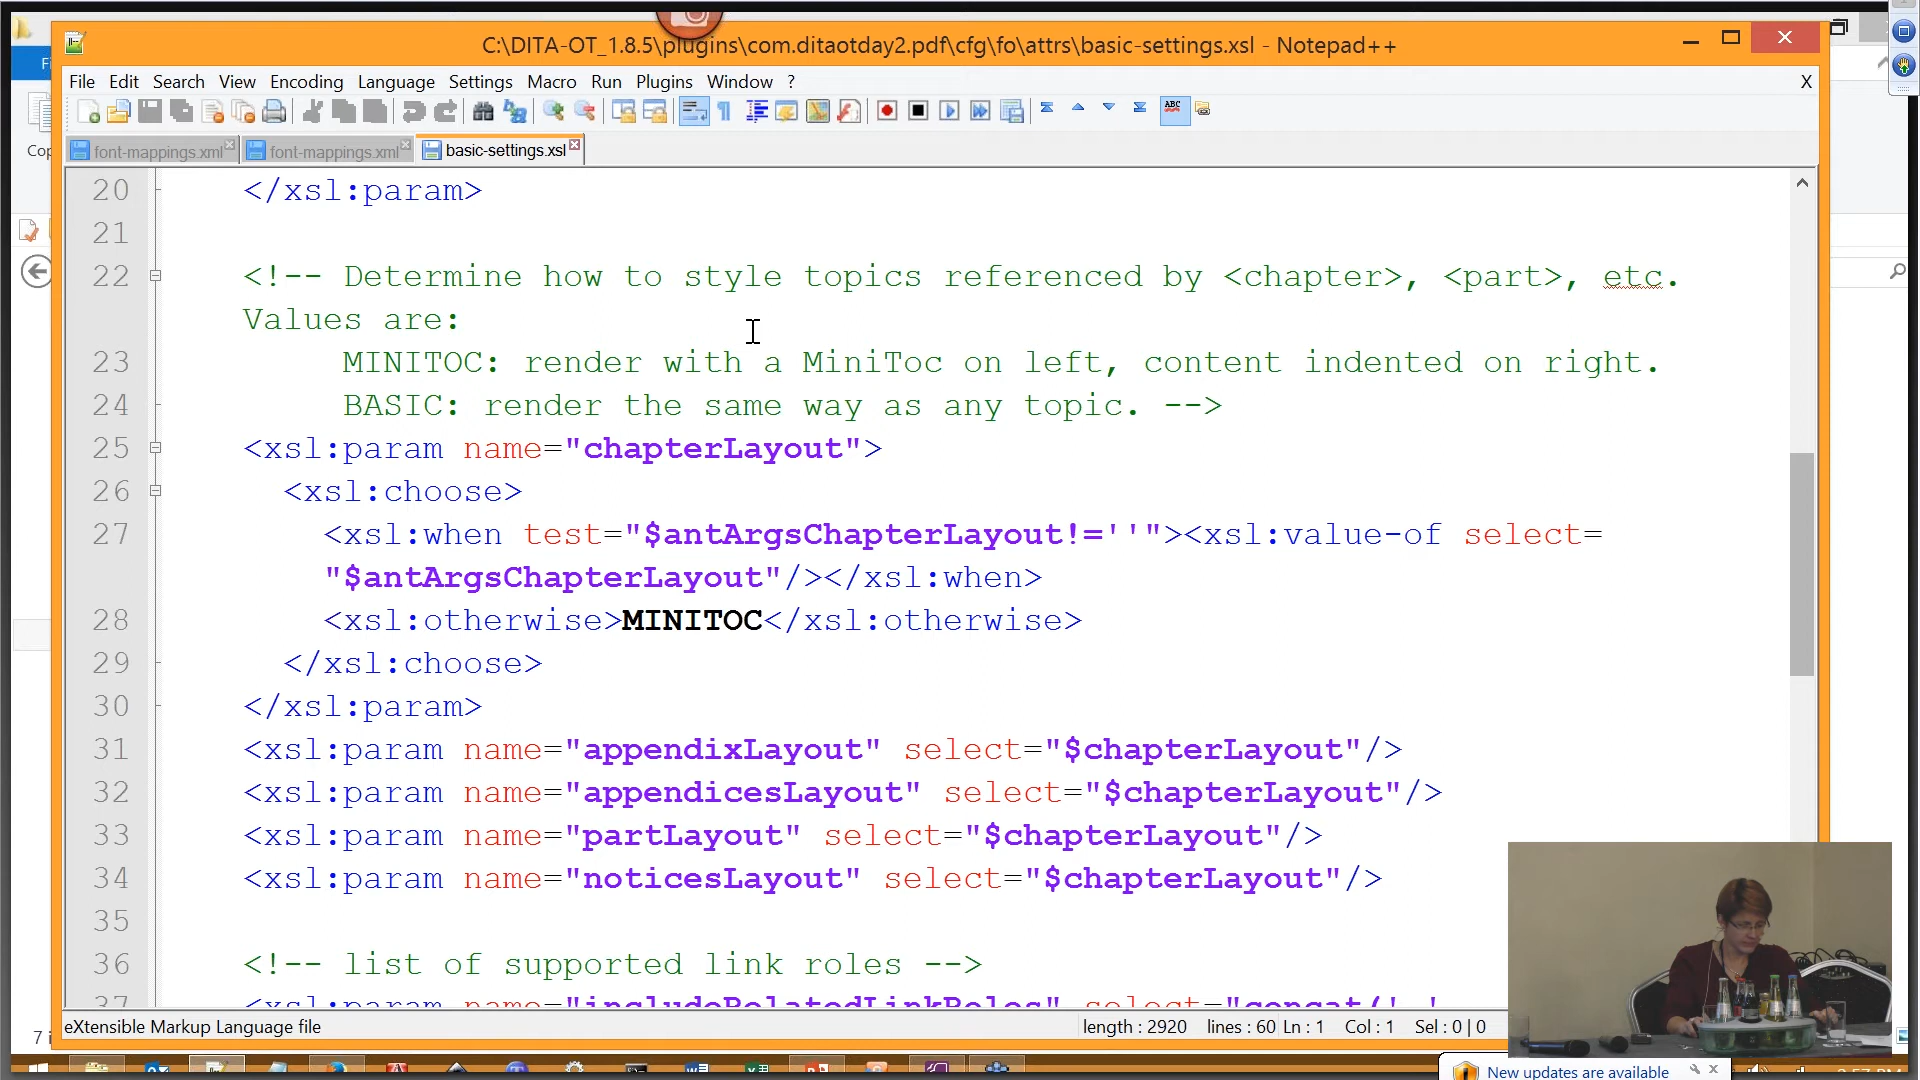 C:\DITA-OT_1.8.5\plugins\com.ditaotday2.pdf\cfg\fo\attrs\basic-settings.xsl - Notepad++
File Edit Search View Encoding Language Macro Run Plugins Window ? X
Cop
font-mappings.xml font-mappings.xml basic-settings.xsl
20 </xsl:param>
21
22 <!-- Determine how to style topics referenced by <chapter>, <part>, etc.
Values are:
23 MINITOC: render with a MiniToc on left, content indented on right.
24 BASIC: render the same way as any topic. -->
25 <xsl:param name="chapterLayout">
26 <xsl:choose>
27 <xsl:when test="$antArgsChapterLayout!=''"><xsl:value-of select=
"$antArgsChapterLayout"/></xsl:when>
28 <xsl:otherwise>MINITOC</xsl:otherwise>
29 </xsl:choose>
30 </xsl:param>
31 <xsl:param name="appendixLayout" select="$chapterLayout"/>
32 <xsl:param name="appendicesLayout" select="$chapterLayout"/>
33 <xsl:param name="partLayout" select="$chapterLayout"/>
34 <xsl:param name="noticesLayout" select="$chapterLayout"/>
35
36 <!-- list of supported link roles -->
37 <xsl:param name="includeRelatedLinkRoles" select="concat(' '
eXtensible Markup Language file length : 2920 lines : 60 Ln : 1 Col : 1 Sel : 0 | 0
New updates are available